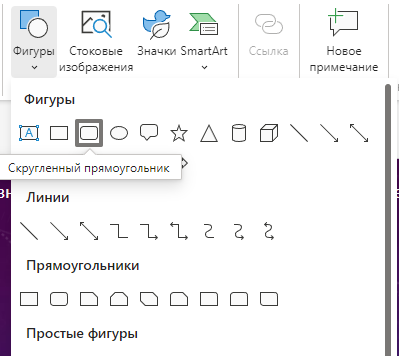 Фигуры Стоковые изображения Значки SmartArt Ссылка Новое примечание
Фигуры
A
Скругленный прямоугольник
Линии
Прямоугольники
Простые фигуры